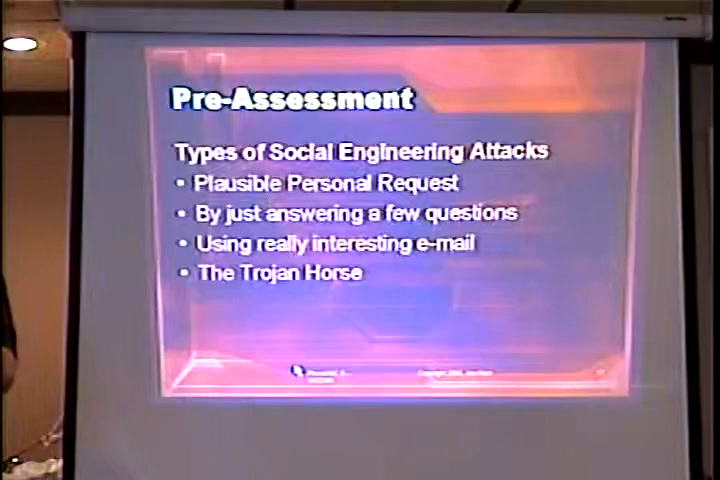 Pre-Assessment
Types of Social Engineering Attacks
• Plausible Personal Request
• By just answering a few questions
• Using really interesting e-mail
• The Trojan Horse